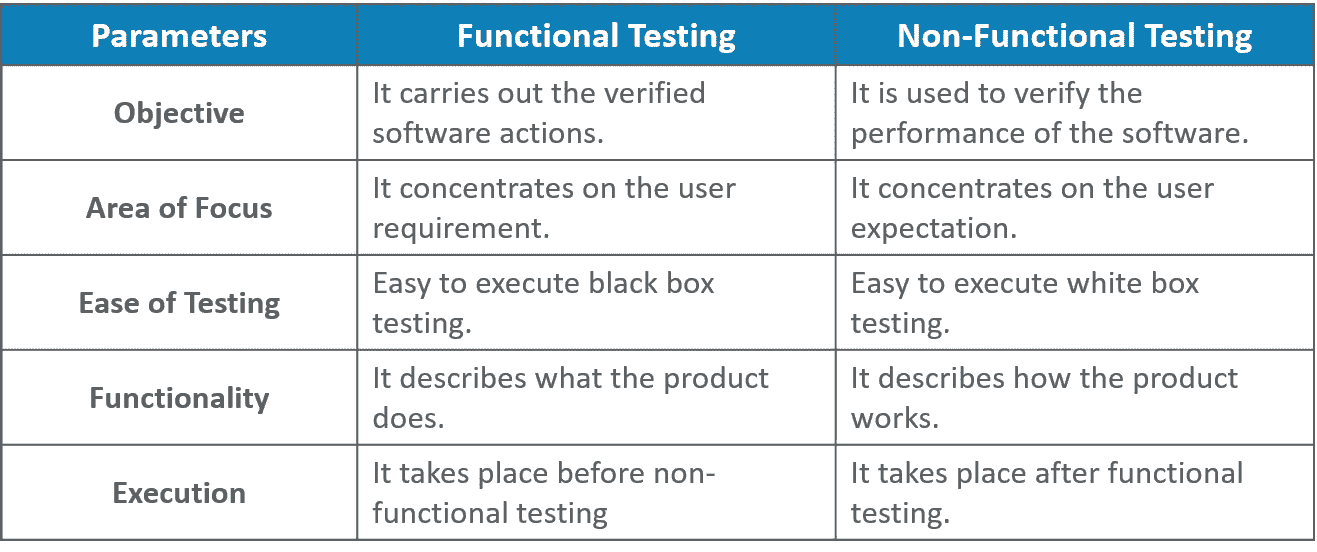 Parameters
Functional Testing
Non-Functional Testing
Objective
It carries out the verified
software actions.
It is used to verify the
performance of the software.
Area of Focus
It concentrates on the user
requirement.
It concentrates on the user
expectation.
Ease of Testing
Easy to execute black box
testing.
Easy to execute white box
testing.
Functionality
It describes what the product
does.
It describes how the product
works.
Execution
It takes place before non-
functional testing
It takes place after functional
testing.